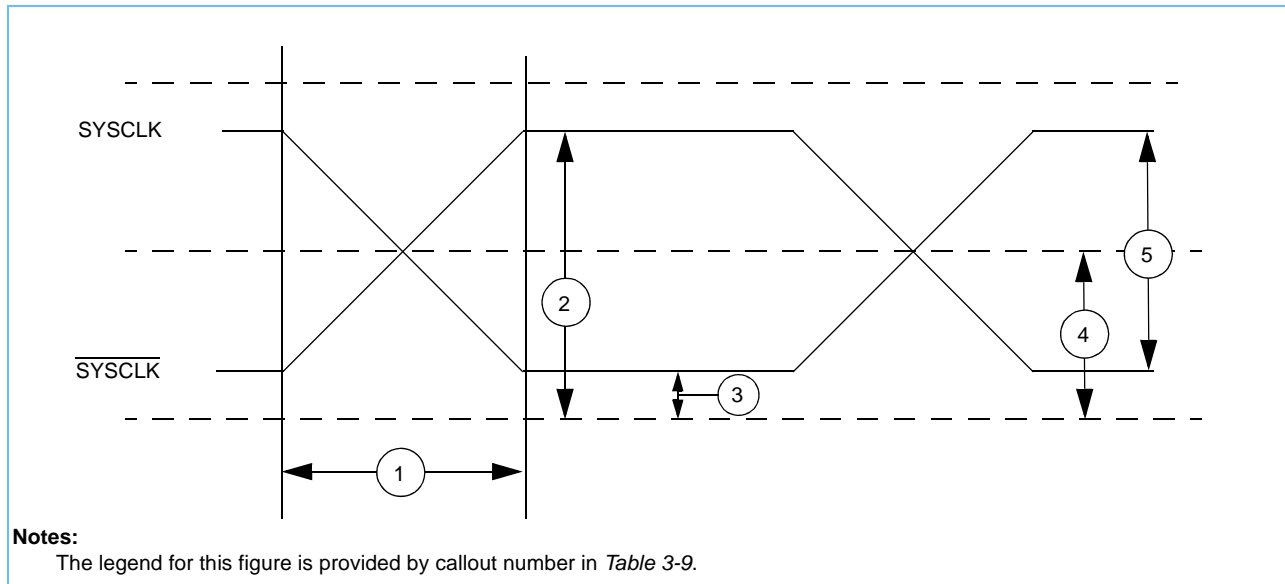 SYSCLK
5
2
4
SYSCLK
3
1
Notes:
The legend for this figure is provided by callout number in Table 3-9.